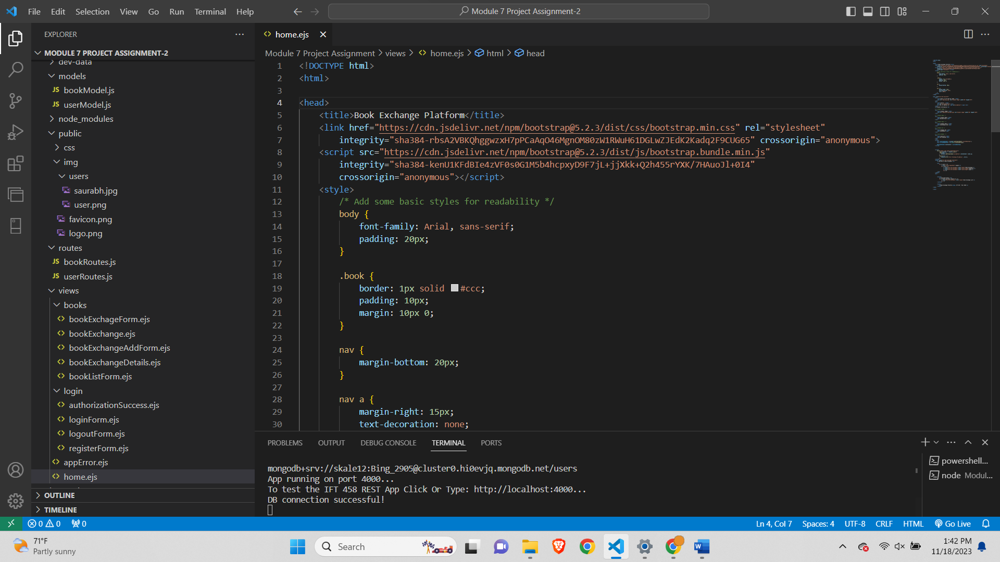 File Edit Selection View Go Run Terminal Help
Module 7 Project Assignment-2
EXPLORER
MODULE 7 PROJECT ASSIGNMENT-2
dev-data
models
JS bookModel.js
JS userModel.js
node_modules
public
css
img
users
saurabh.jpg
user.png
favicon.png
logo.png
routes
JS bookRoutes.js
JS userRoutes.js
views
books
bookExchageForm.ejs
bookExchange.ejs
bookExchangeAddForm.ejs
bookExchangeDetails.ejs
bookListForm.ejs
login
authorizationSuccess.ejs
loginForm.ejs
logoutForm.ejs
registerForm.ejs
appError.ejs
home.ejs
OUTLINE
TIMELINE
home.ejs
Module 7 Project Assignment > views > home.ejs > html > head
1 <!DOCTYPE html>
2 <html>
3
4 <head>
5 <title>Book Exchange Platform</title>
6 <link href="https://cdn.jsdelivr.net/npm/bootstrap@5.2.3/dist/css/bootstrap.min.css" rel="stylesheet"
7 integrity="sha384-rbsA2VBKQhggwzxH7pPCaAqO46MgnOM80zW1RWuH61DGLwZJEdK2Kadq2F9CUG65" crossorigin="anonymous">
8 <script src="https://cdn.jsdelivr.net/npm/bootstrap@5.2.3/dist/js/bootstrap.bundle.min.js"
9 integrity="sha384-kenU1KFdBIe4zVF0s0G1M5b4hcpxyD9F7jL+jjXkk+Q2h455rYXK/7HAuoJl+0I4"
10 crossorigin="anonymous"></script>
11 <style>
12 /* Add some basic styles for readability */
13 body {
14 font-family: Arial, sans-serif;
15 padding: 20px;
16 }
17
18 .book {
19 border: 1px solid #ccc;
20 padding: 10px;
21 margin: 10px 0;
22 }
23
24 nav {
25 margin-bottom: 20px;
26 }
27
28 nav a {
29 margin-right: 15px;
30 text-decoration: none;
PROBLEMS OUTPUT DEBUG CONSOLE TERMINAL PORTS
mongodb+srv://skale12:Bing_2905@cluster0.hi0evjq.mongodb.net/users
App running on port 4000...
To test the IFT 458 REST App Click Or Type: http://localhost:4000...
DB connection successful!
powershell...
node Modul...
0 0 0
Ln 4, Col 7 Spaces: 4 UTF-8 CRLF HTML Go Live
71°F
Partly sunny
Search
1:42 PM
11/18/2023